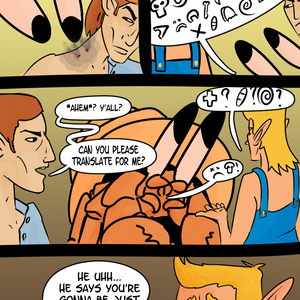 *AHEM*? Y'ALL?
CAN YOU PLEASE
TRANSLATE FOR ME?
HE UHH...
HE SAYS YOU'RE
GONNA BE JUST